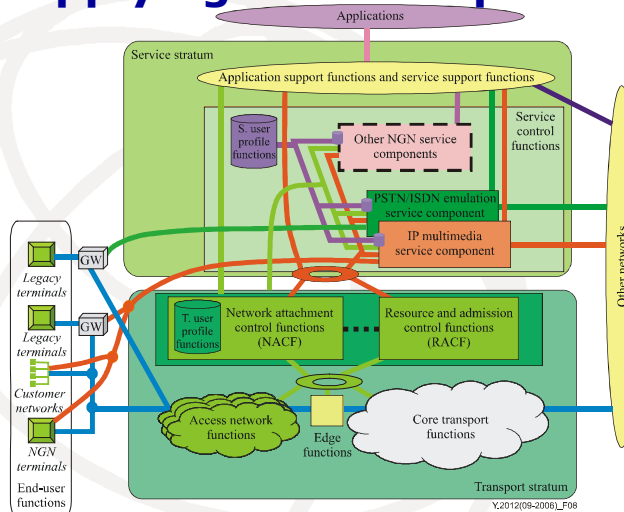 Applications
Service stratum
Application support functions and service support functions
S. user
profile
functions
Other NGN service
components
Service
control
functions
PSTN/ISDN emulation
service component
IP multimedia
service component
GW
Legacy
terminals
GW
Legacy
terminals
Customer
networks
NGN
terminals
End-user
functions
T. user
profile
functions
Network attachment
control functions
(NACF)
Resource and admission
control functions
(RACF)
Access network
functions
Edge
functions
Core transport
functions
Transport stratum
Other networks
Y.2012(09-2006)_F08